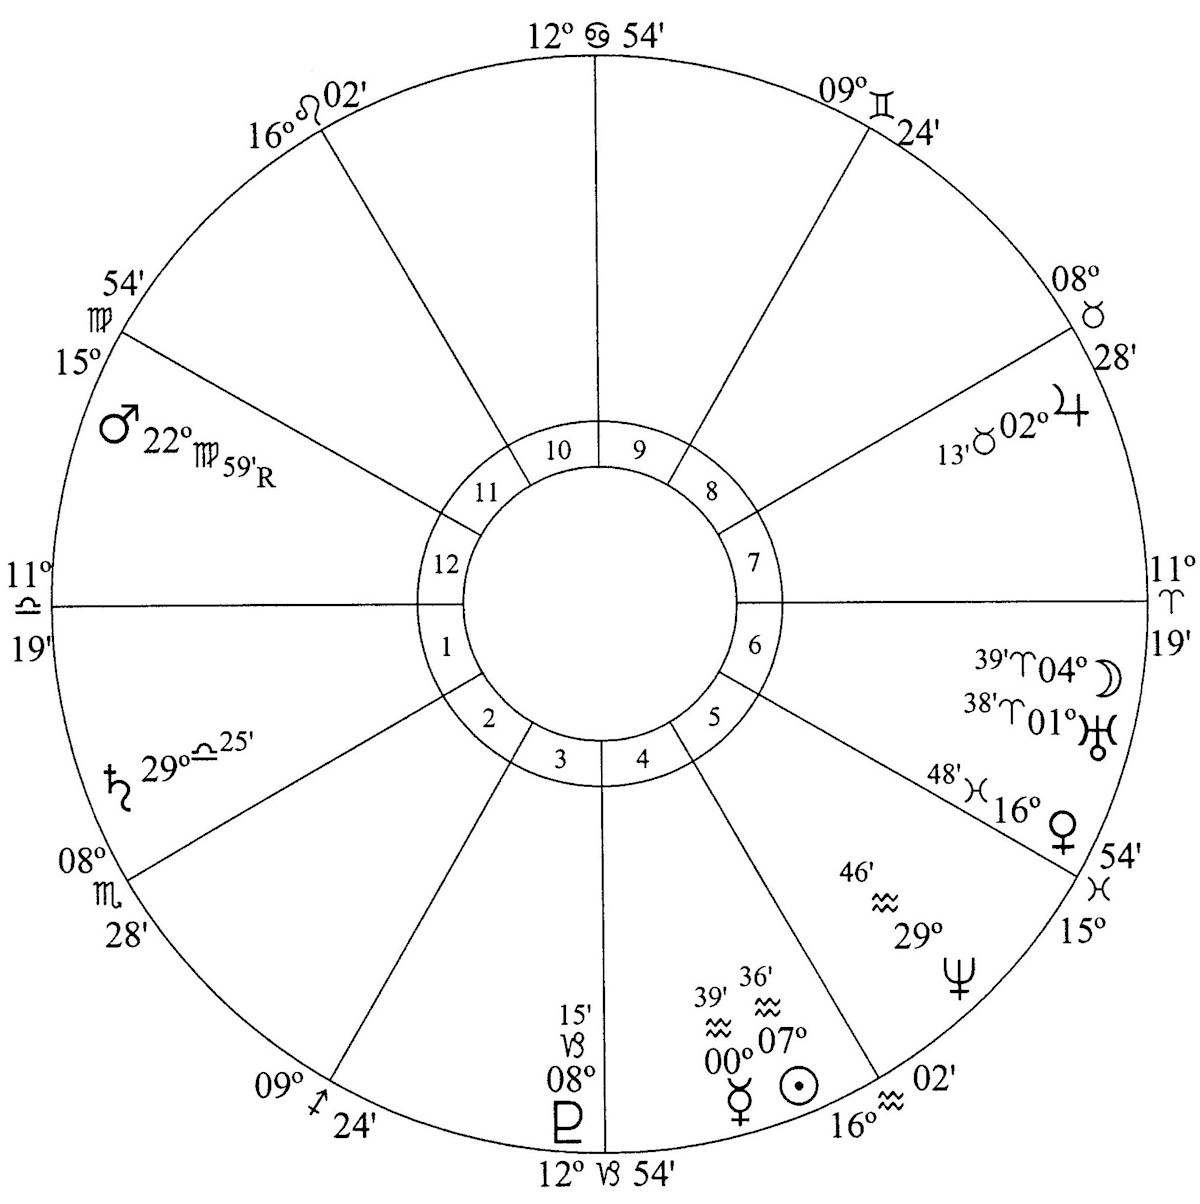 12° ♋ 54'
09° ♊ 24'
16° ♌ 02'
08° ♉ 28'
54' ♍ 15°
♂ 22° ♍ 59' R
13' ♉ 02° ♃
10 9
11 8
12 7
1 6
2 5
3 4
11° ♎ 19'
11° ♈ 19'
39' ♈ 04° ☽
38' ♈ 01° ♅
♄ 29° ♎ 25'
48' ♓ 16° ♀
08° ♏ 28'
54' ♓ 15°
46' ♒ 29° ♆
15' ♑ 08° ♇
39' ♒ 00° ☿
36' ♒ 07° ☉
09° ♐ 24'
16° ♒ 02'
12° ♑ 54'